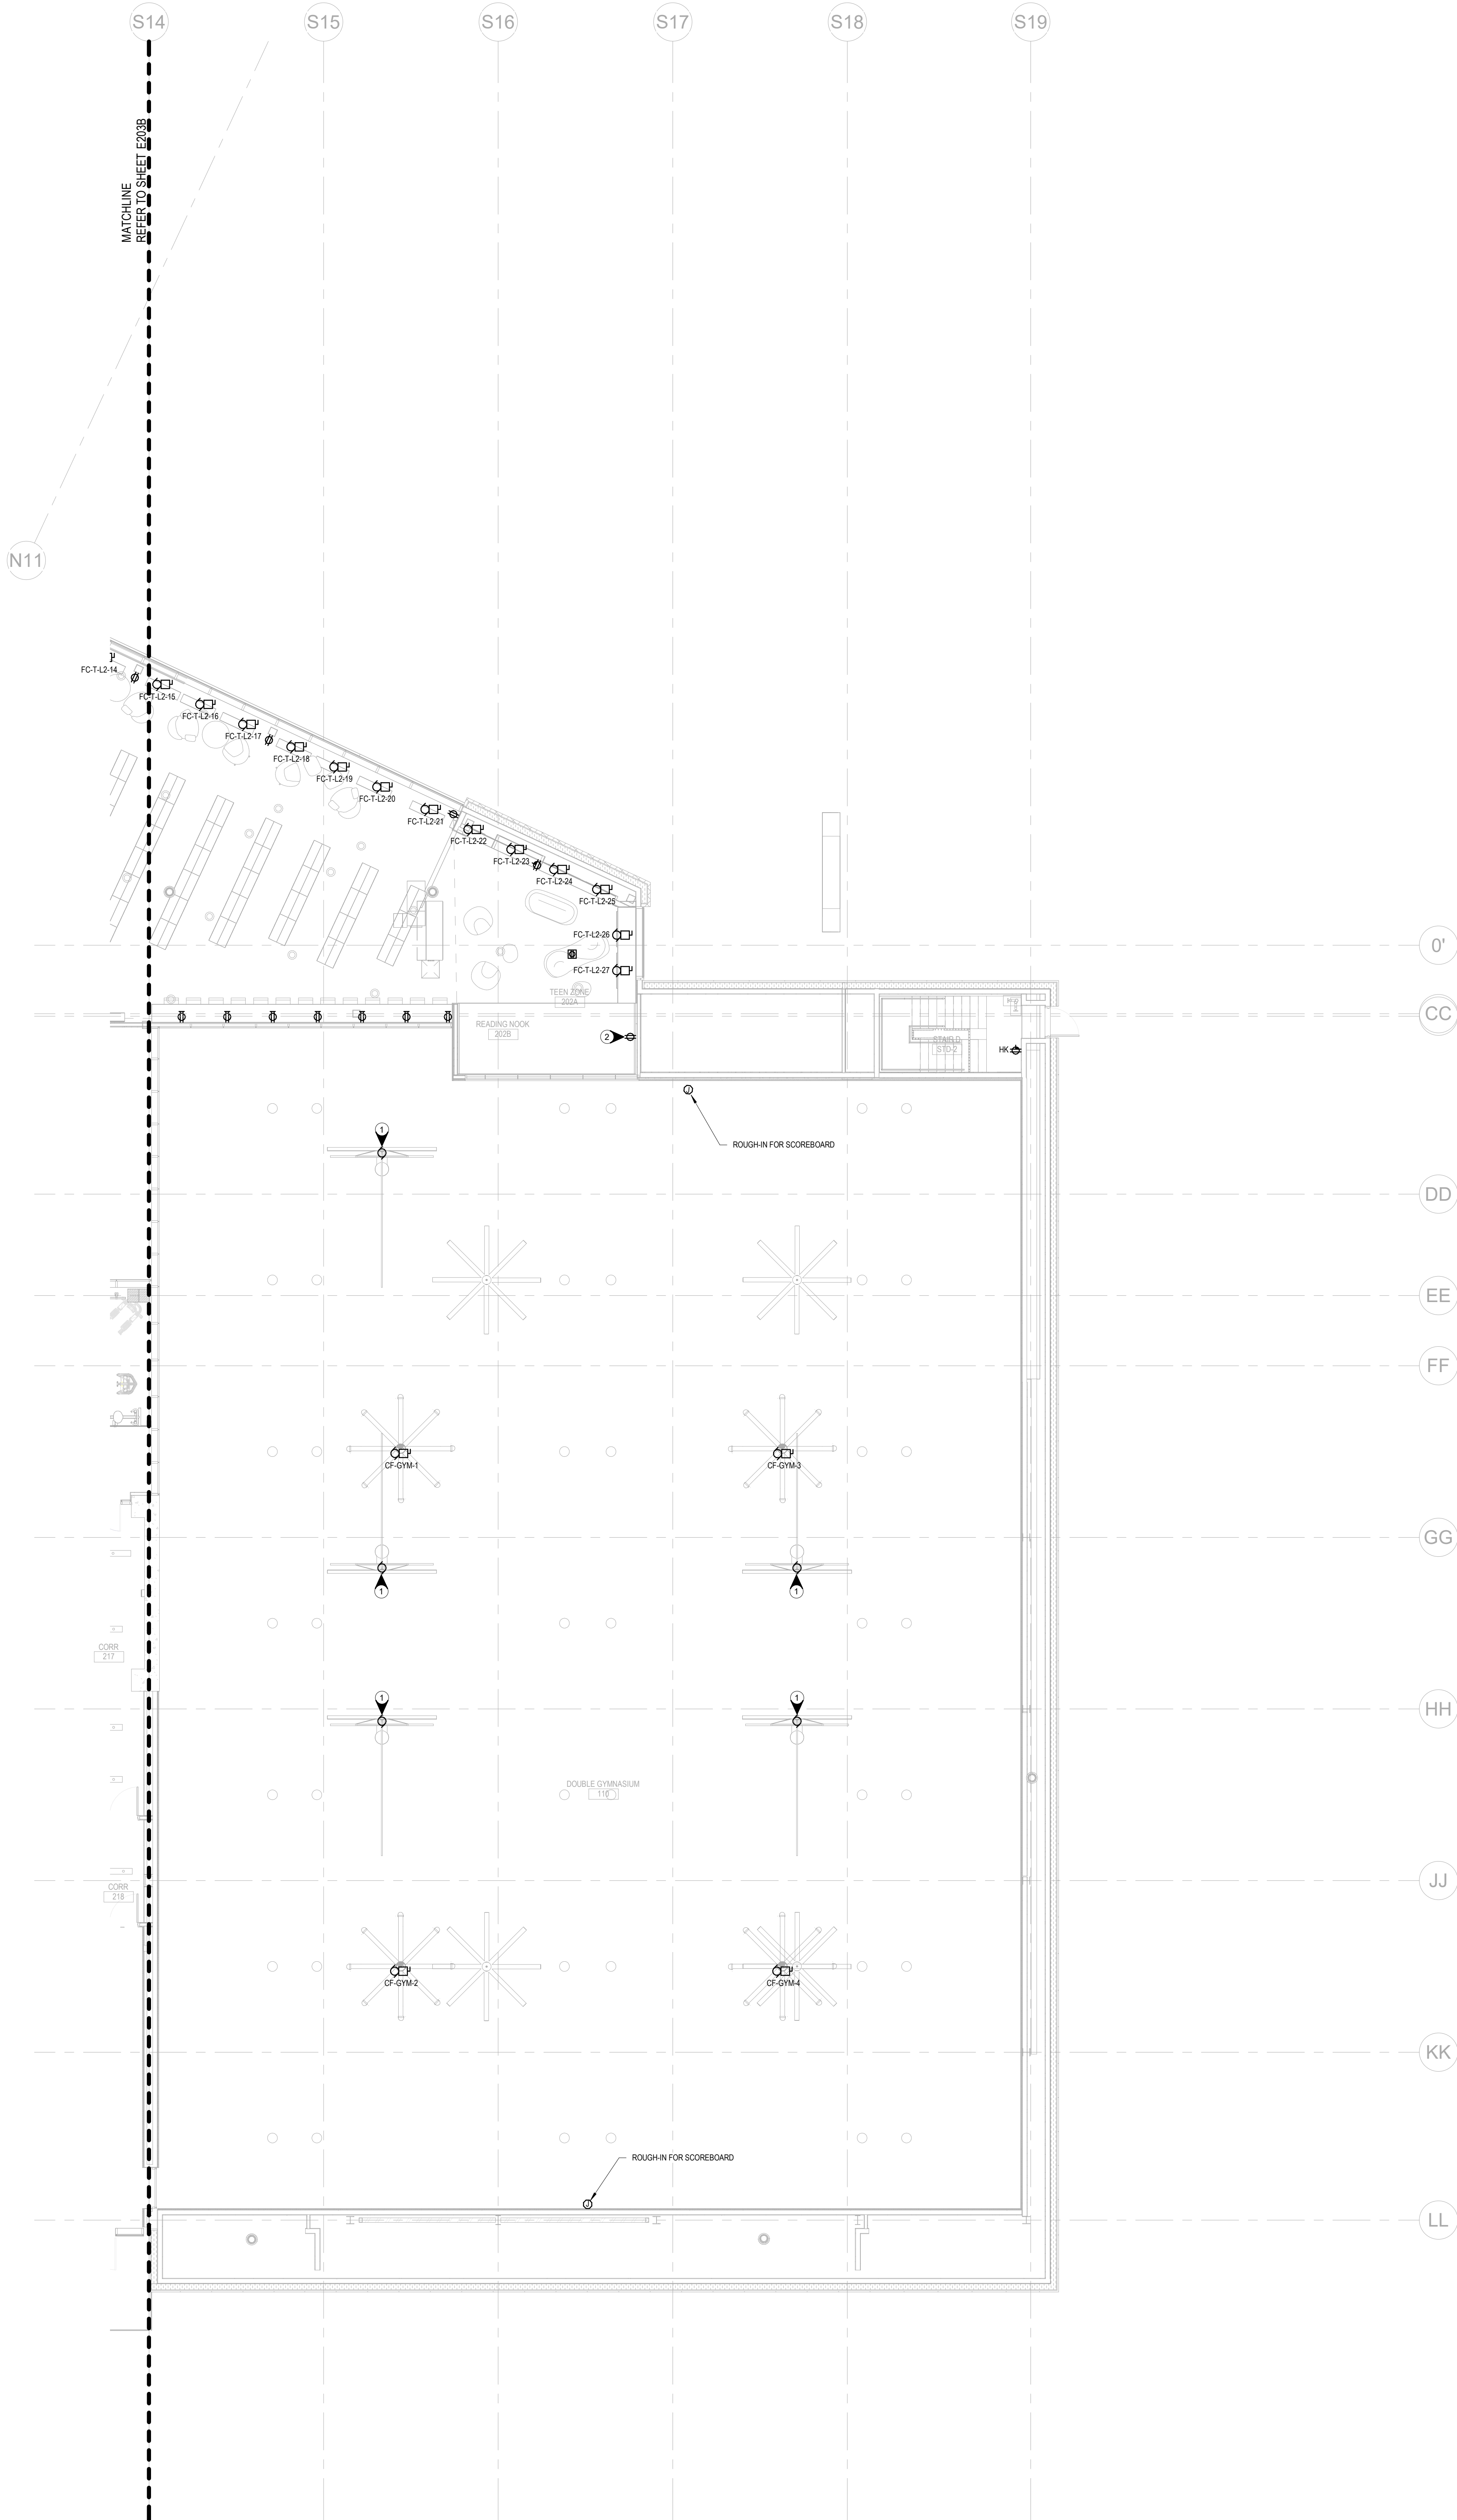 S14
S15
S16
S17
S18
S19
MATCHLINE
REFER TO SHEET E203B
N11
FC-T-L2-14
FC-T-L2-15
FC-T-L2-16
FC-T-L2-17
FC-T-L2-18
FC-T-L2-19
FC-T-L2-20
FC-T-L2-21
FC-T-L2-22
FC-T-L2-23
FC-T-L2-24
FC-T-L2-25
FC-T-L2-26
0'
FC-T-L2-27
TEEN ZONE
202A
CC
READING NOOK
202B
2
STAIR D
STD-2
HK
J
ROUGH-IN FOR SCOREBOARD
1
DD
EE
FF
CF-GYM-1
CF-GYM-3
GG
1
1
CORR
217
1
1
HH
DOUBLE GYMNASIUM
110
JJ
CORR
218
CF-GYM-2
CF-GYM-4
KK
ROUGH-IN FOR SCOREBOARD
J
LL